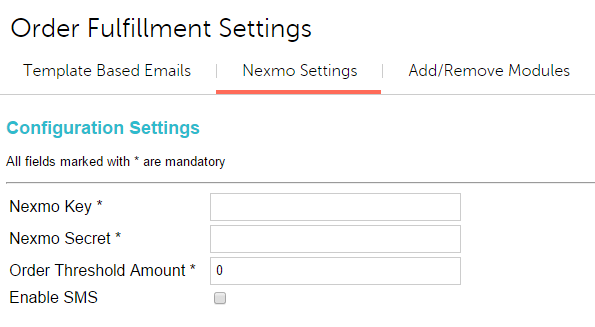 Order Fulfillment Settings
Template Based Emails | Nexmo Settings | Add/Remove Modules
Configuration Settings
All fields marked with * are mandatory
Nexmo Key *
Nexmo Secret *
Order Threshold Amount * 0
Enable SMS